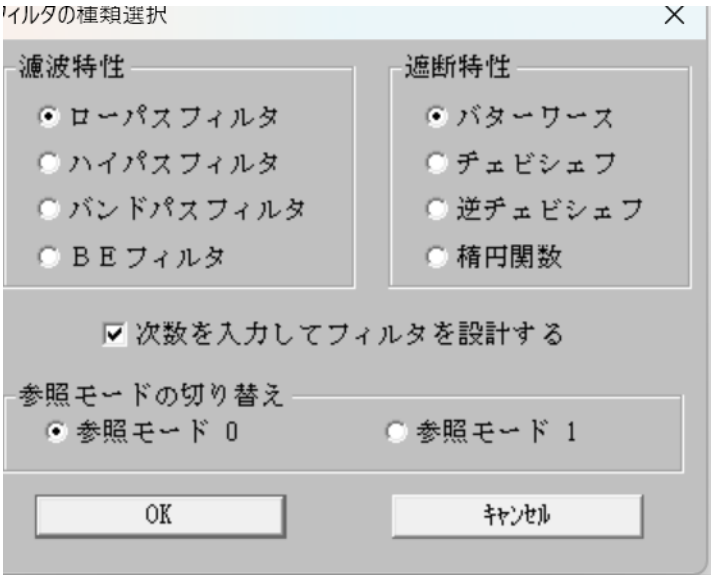 フィルタの種類選択
濾波特性
ローパスフィルタ
ハイパスフィルタ
バンドパスフィルタ
BEフィルタ
遮断特性
バターワース
チェビシェフ
逆チェビシェフ
楕円関数
次数を入力してフィルタを設計する
参照モードの切り替え
参照モード 0
参照モード 1
OK
キャンセル